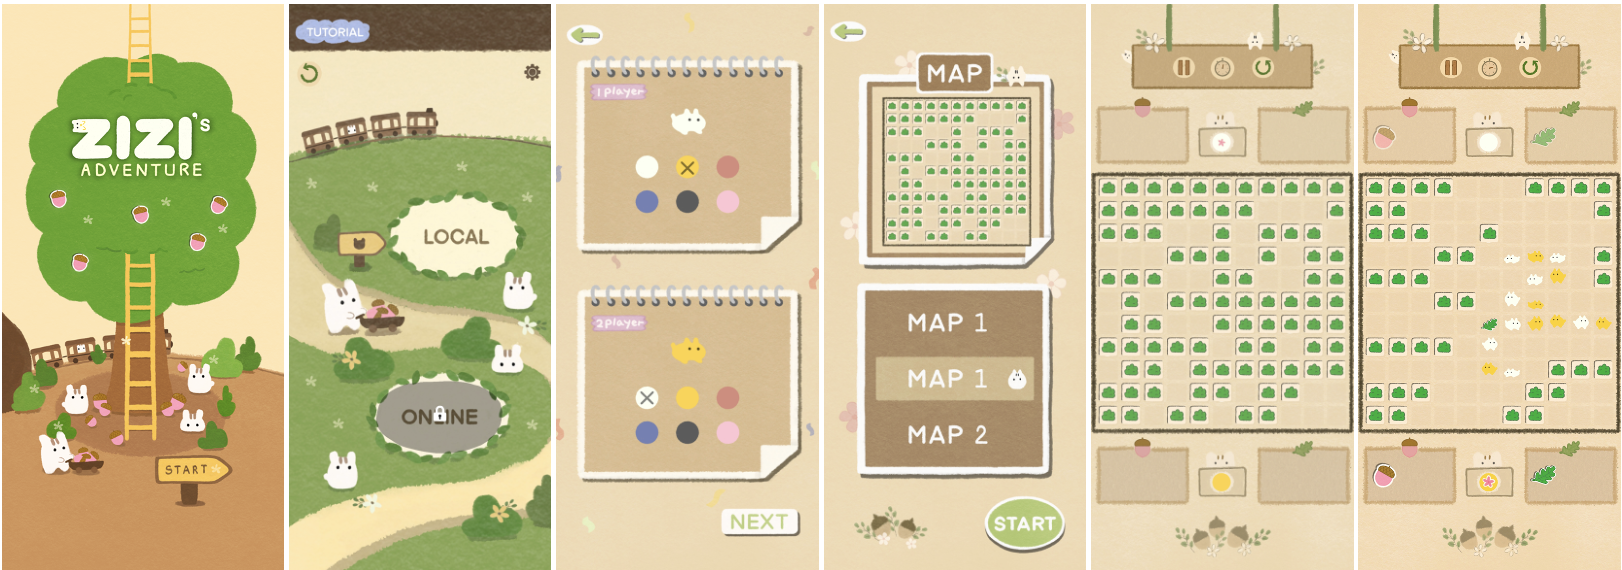 ZIZI's
ADVENTURE
START
TUTORIAL
LOCAL
ONLINE
1 player
2 player
NEXT
MAP
MAP 1
MAP 1
MAP 2
START